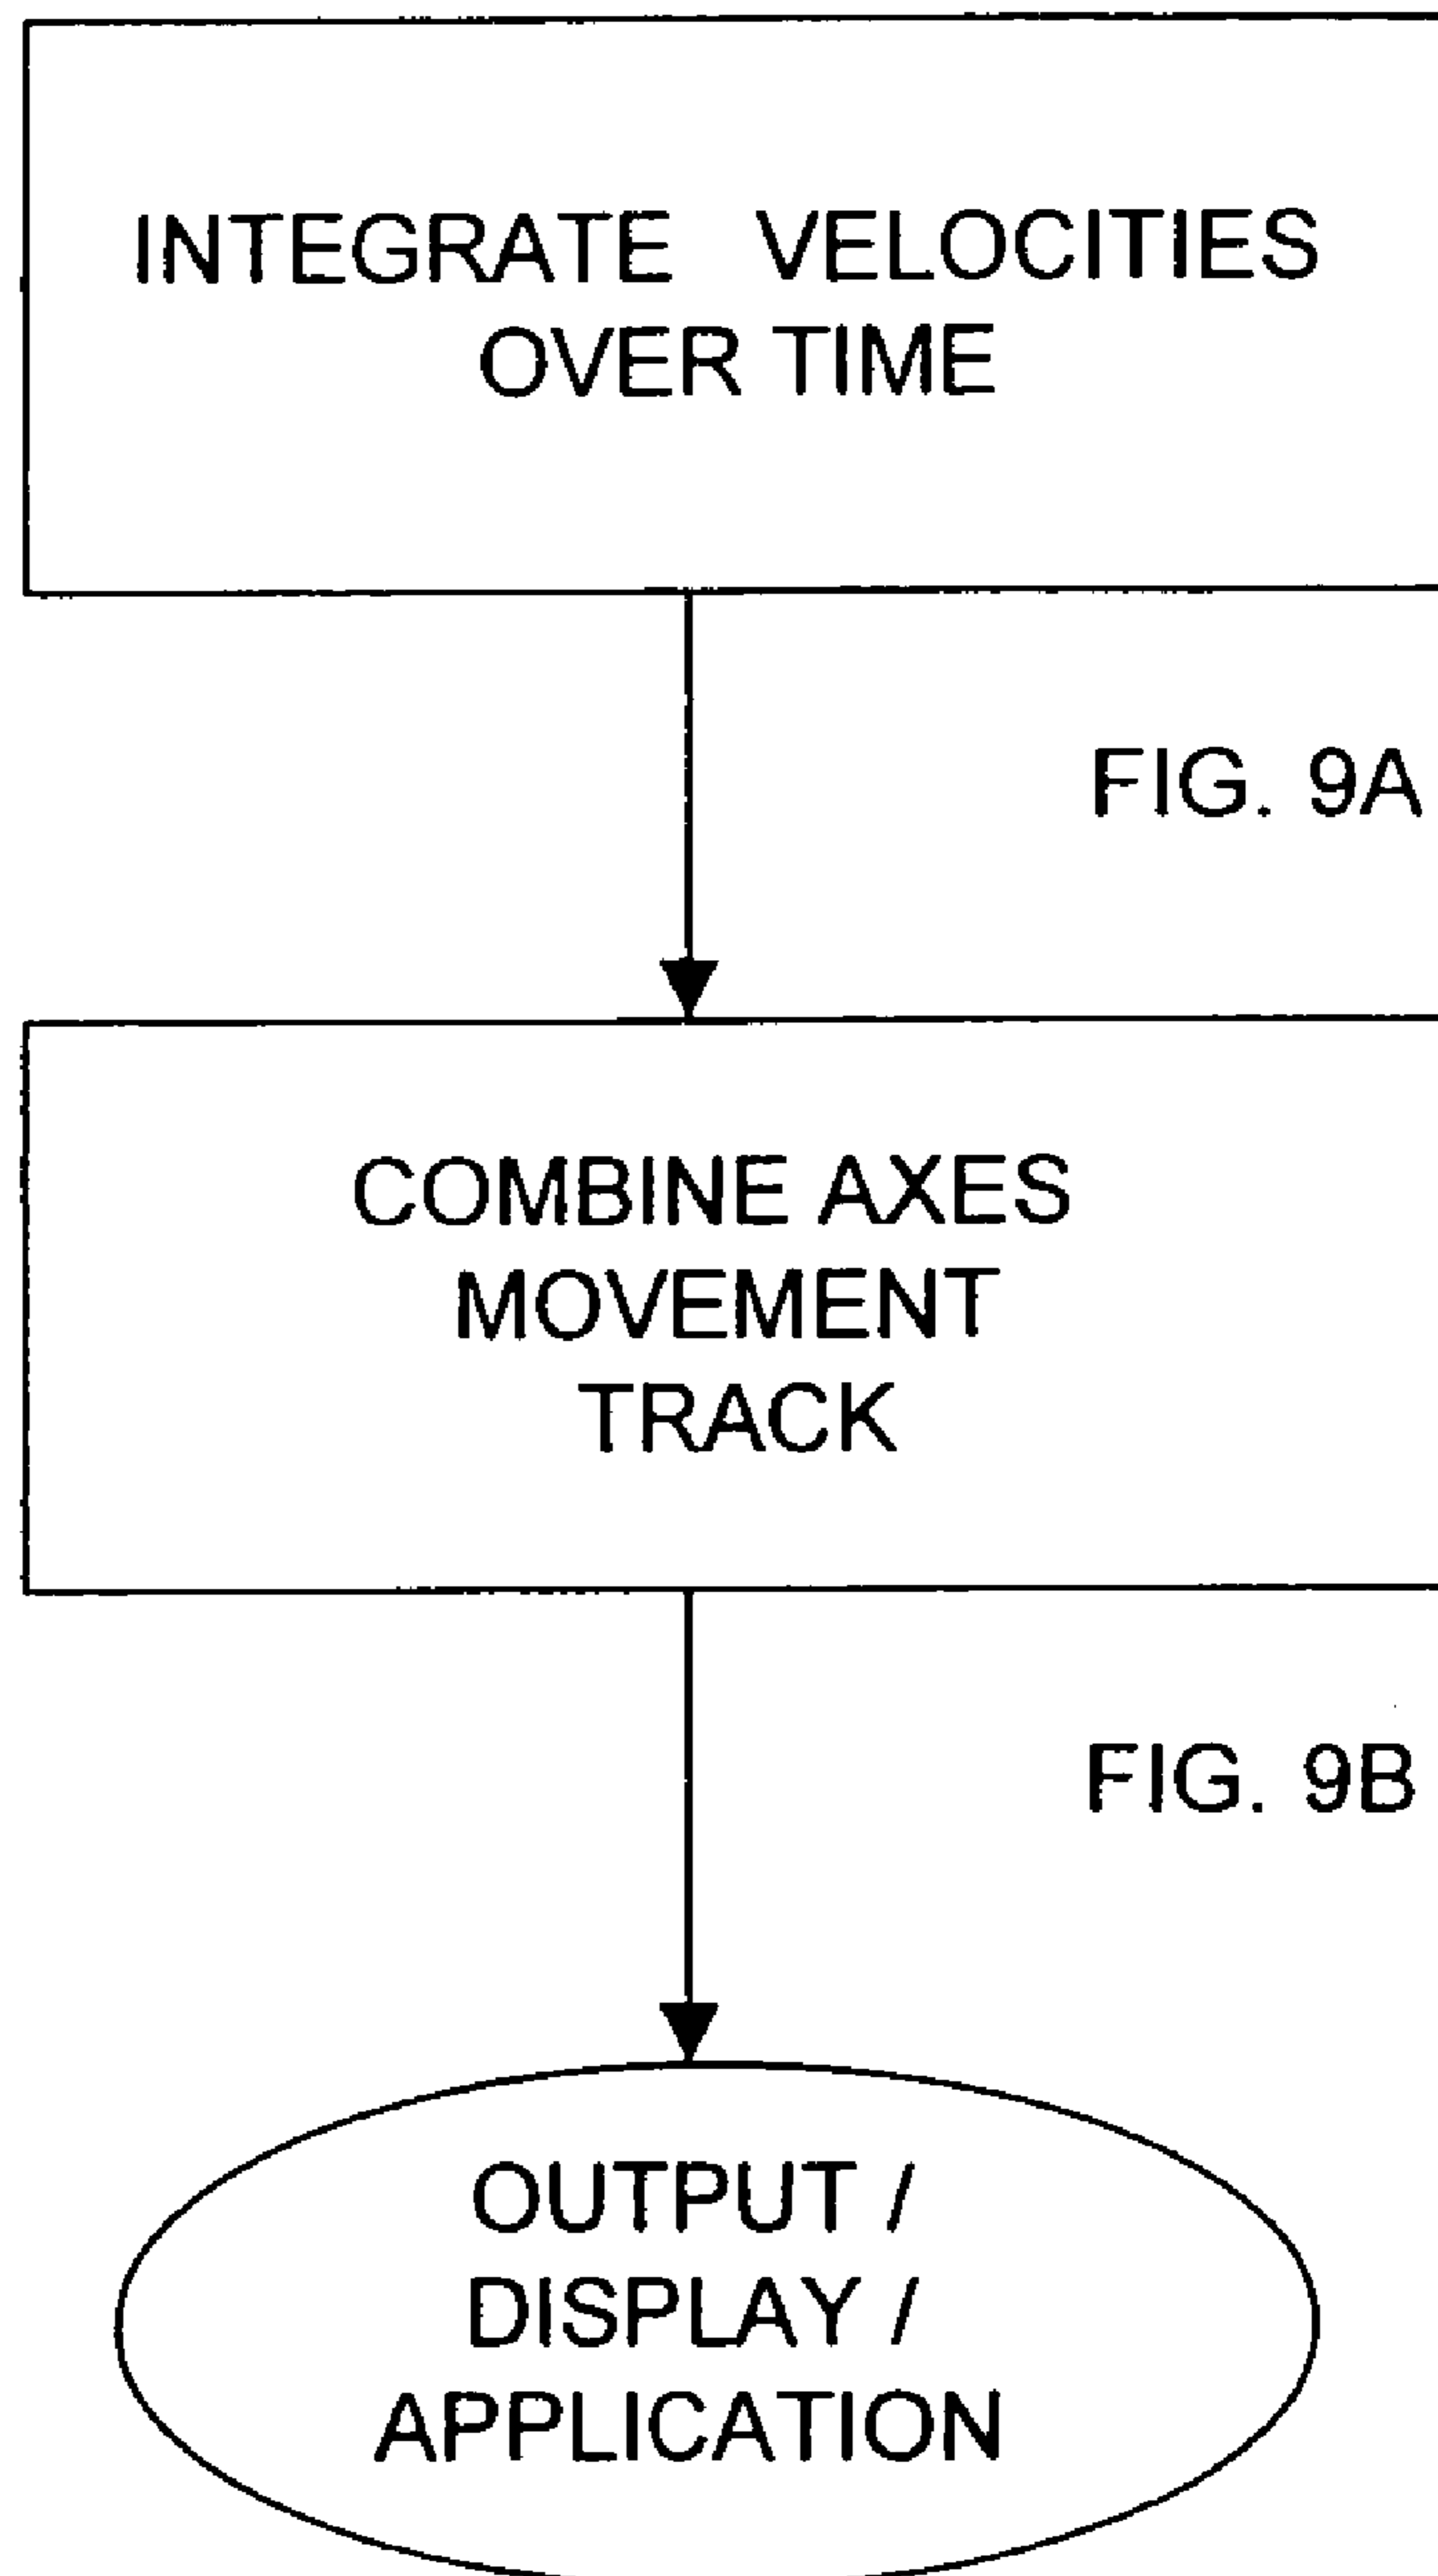 INTEGRATE VELOCITIES
OVER TIME
FIG. 9A
COMBINE AXES
MOVEMENT
TRACK
FIG. 9B
OUTPUT /
DISPLAY /
APPLICATION